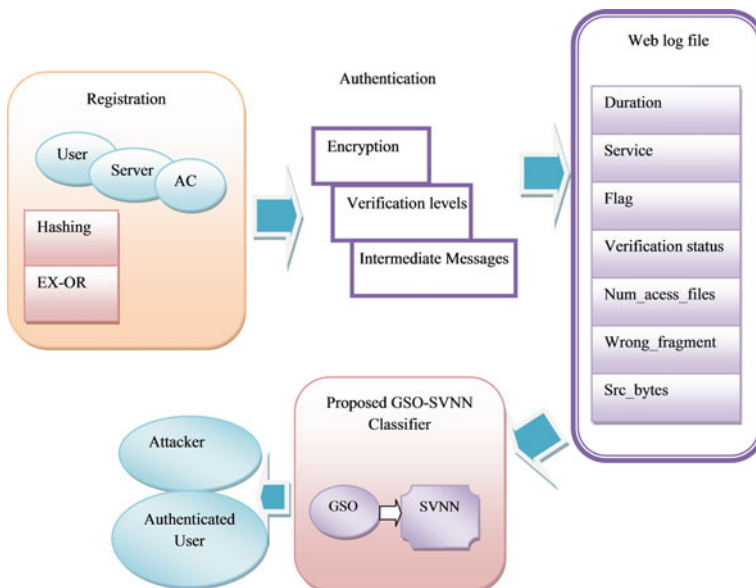 Registration
User
Server
AC
Hashing
EX-OR
Authentication
Encryption
Verification levels
Intermediate Messages
Web log file
Duration
Service
Flag
Verification status
Num_acess_files
Wrong_fragment
Src_bytes
Proposed GSO-SVNN
Classifier
GSO
SVNN
Attacker
Authenticated
User